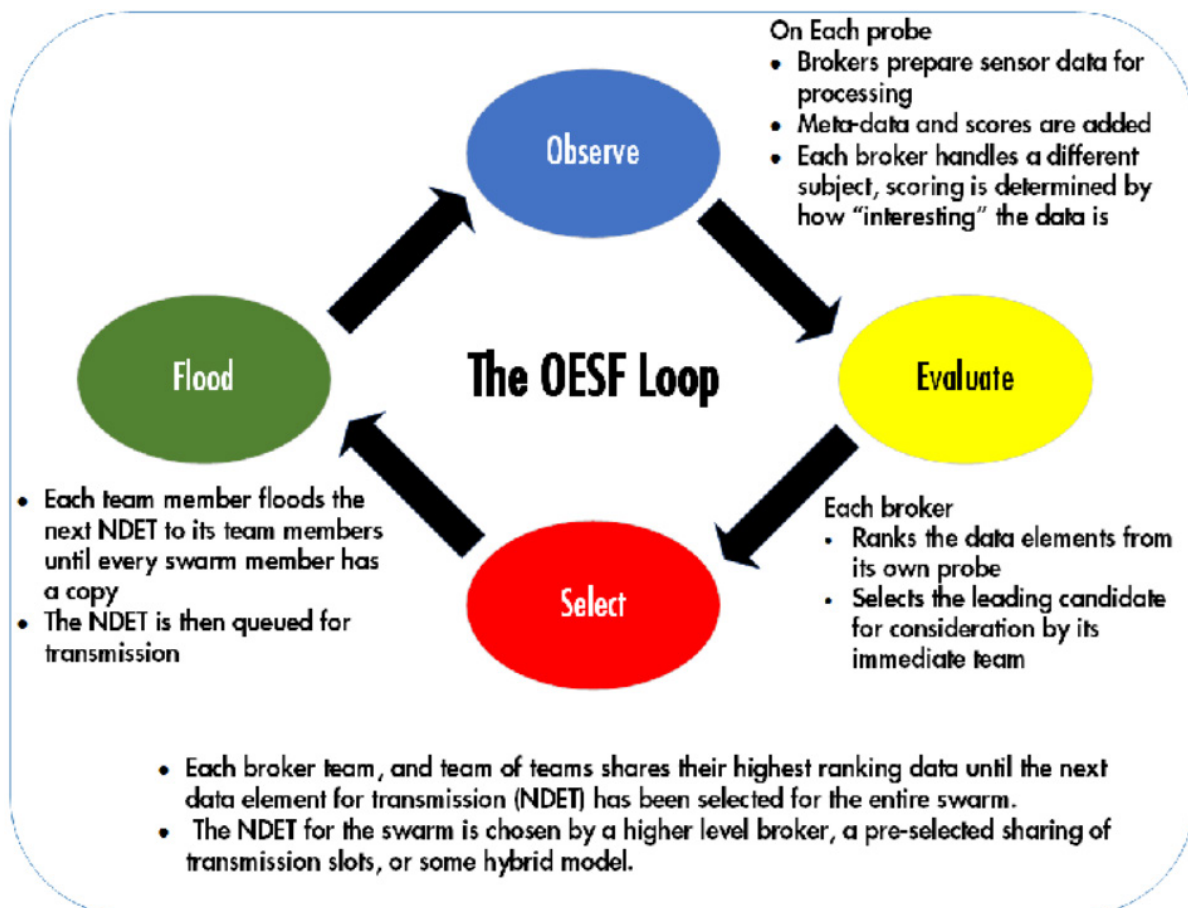 On Each probe
• Brokers prepare sensor data for
processing
• Meta-data and scores are added
• Each broker handles a different
subject, scoring is determined by
how “interesting” the data is
Observe
Flood
The OESF Loop
Evaluate
• Each team member floods the
next NDET to its team members
until every swarm member has
a copy
• The NDET is then queued for
transmission
Select
Each broker
• Ranks the data elements from
its own probe
• Selects the leading candidate
for consideration by its
immediate team
• Each broker team, and team of teams shares their highest ranking data until the next
data element for transmission (NDET) has been selected for the entire swarm.
• The NDET for the swarm is chosen by a higher level broker, a pre-selected sharing of
transmission slots, or some hybrid model.